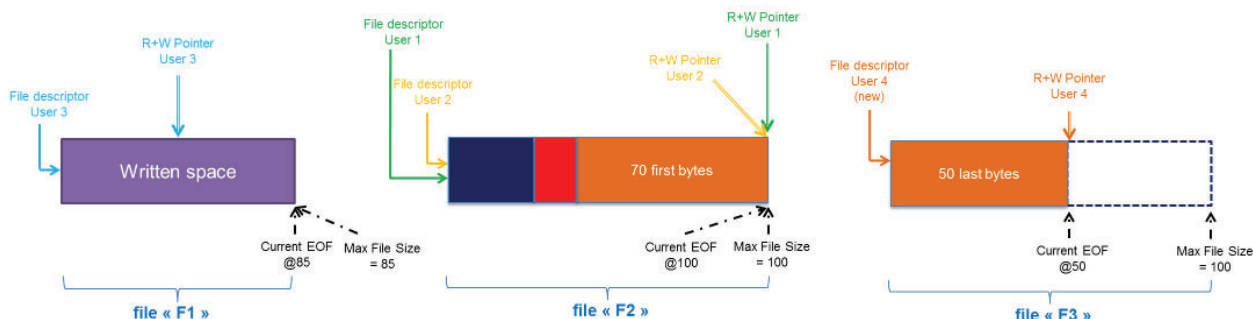 File descriptor
User 3
R+W Pointer
User 3
Written space
Current EOF
@85
Max File Size
= 85
file « F1 »
File descriptor
User 1
File descriptor
User 2
R+W Pointer
User 2
R+W Pointer
User 1
70 first bytes
Current EOF
@100
Max File Size
= 100
file « F2 »
File descriptor
User 4
(new)
R+W Pointer
User 4
50 last bytes
Current EOF
@50
Max File Size
= 100
file « F3 »